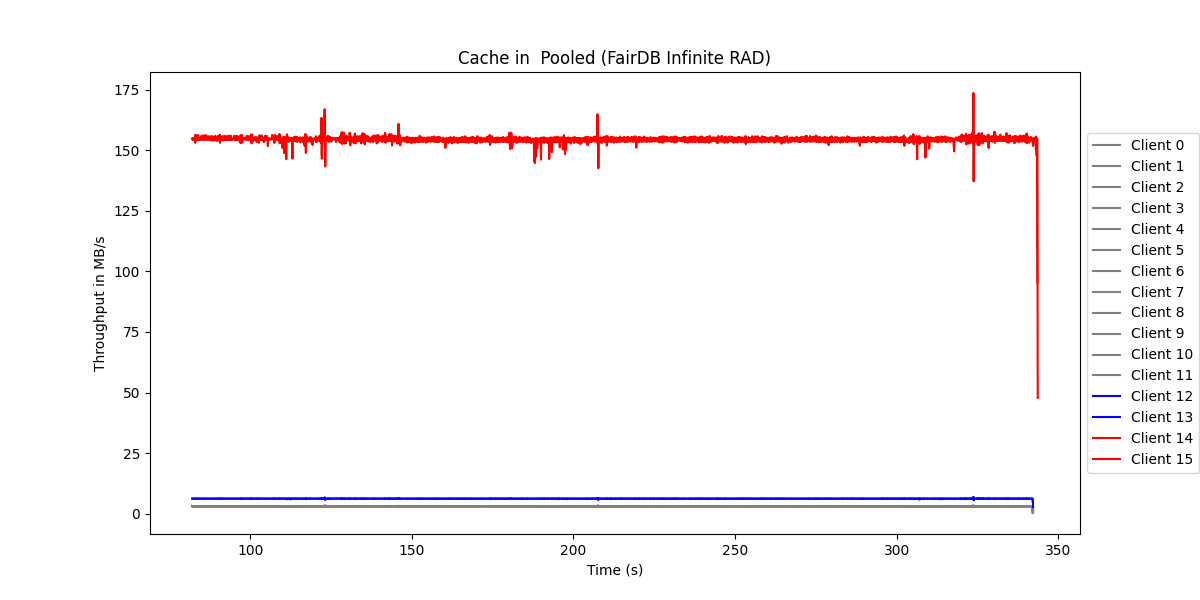 Cache in  Pooled (FairDB Infinite RAD)
Throughput in MB/s
175
150
125
100
75
50
25
0
100
150
200
250
300
350
Time (s)
Client 0
Client 1
Client 2
Client 3
Client 4
Client 5
Client 6
Client 7
Client 8
Client 9
Client 10
Client 11
Client 12
Client 13
Client 14
Client 15